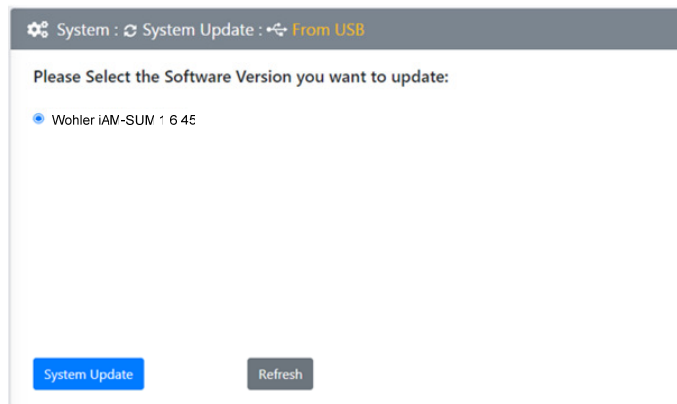 System : System Update : From USB
Please Select the Software Version you want to update:
Wohler iAM-SUM 1 6 45
System Update
Refresh